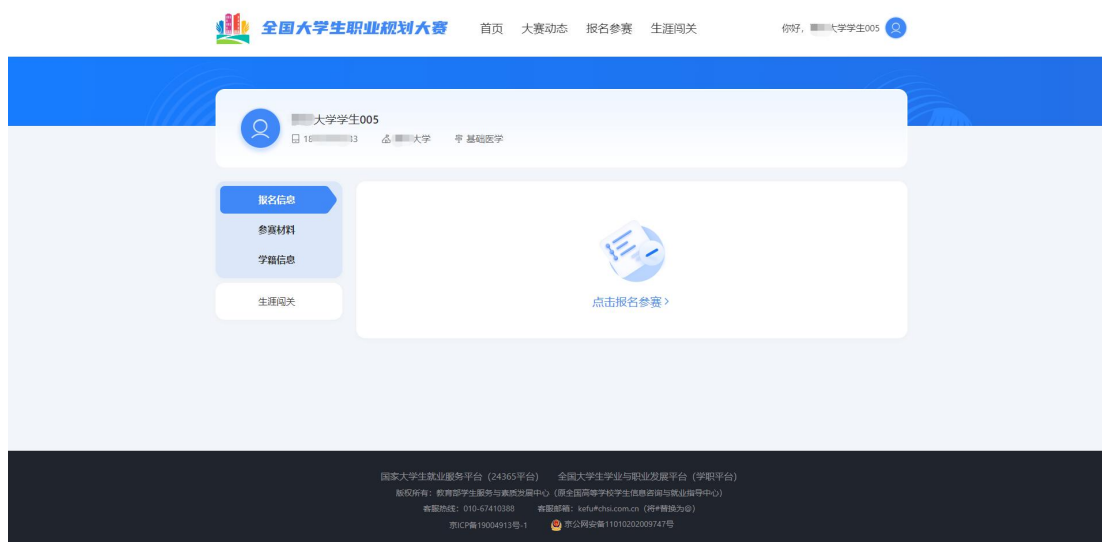 全国大学生职业规划大赛 首页 大赛动态 报名参赛 生涯闯关 你好, 大学学生005
大学学生005
18 33 大学 基础医学
报名信息
参赛材料
学籍信息
生涯闯关
点击报名参赛>
国家大学生就业服务平台 (24365平台) 全国大学生学业与职业发展平台 (学职平台)
版权所有: 教育部学生服务与素质发展中心 (原全国高等学校学生信息咨询与就业指导中心)
客服热线: 010-67410388 客服邮箱: kefu#chsi.com.cn (将#替换为@)
京ICP备19004913号-1 京公网安备11010202009747号